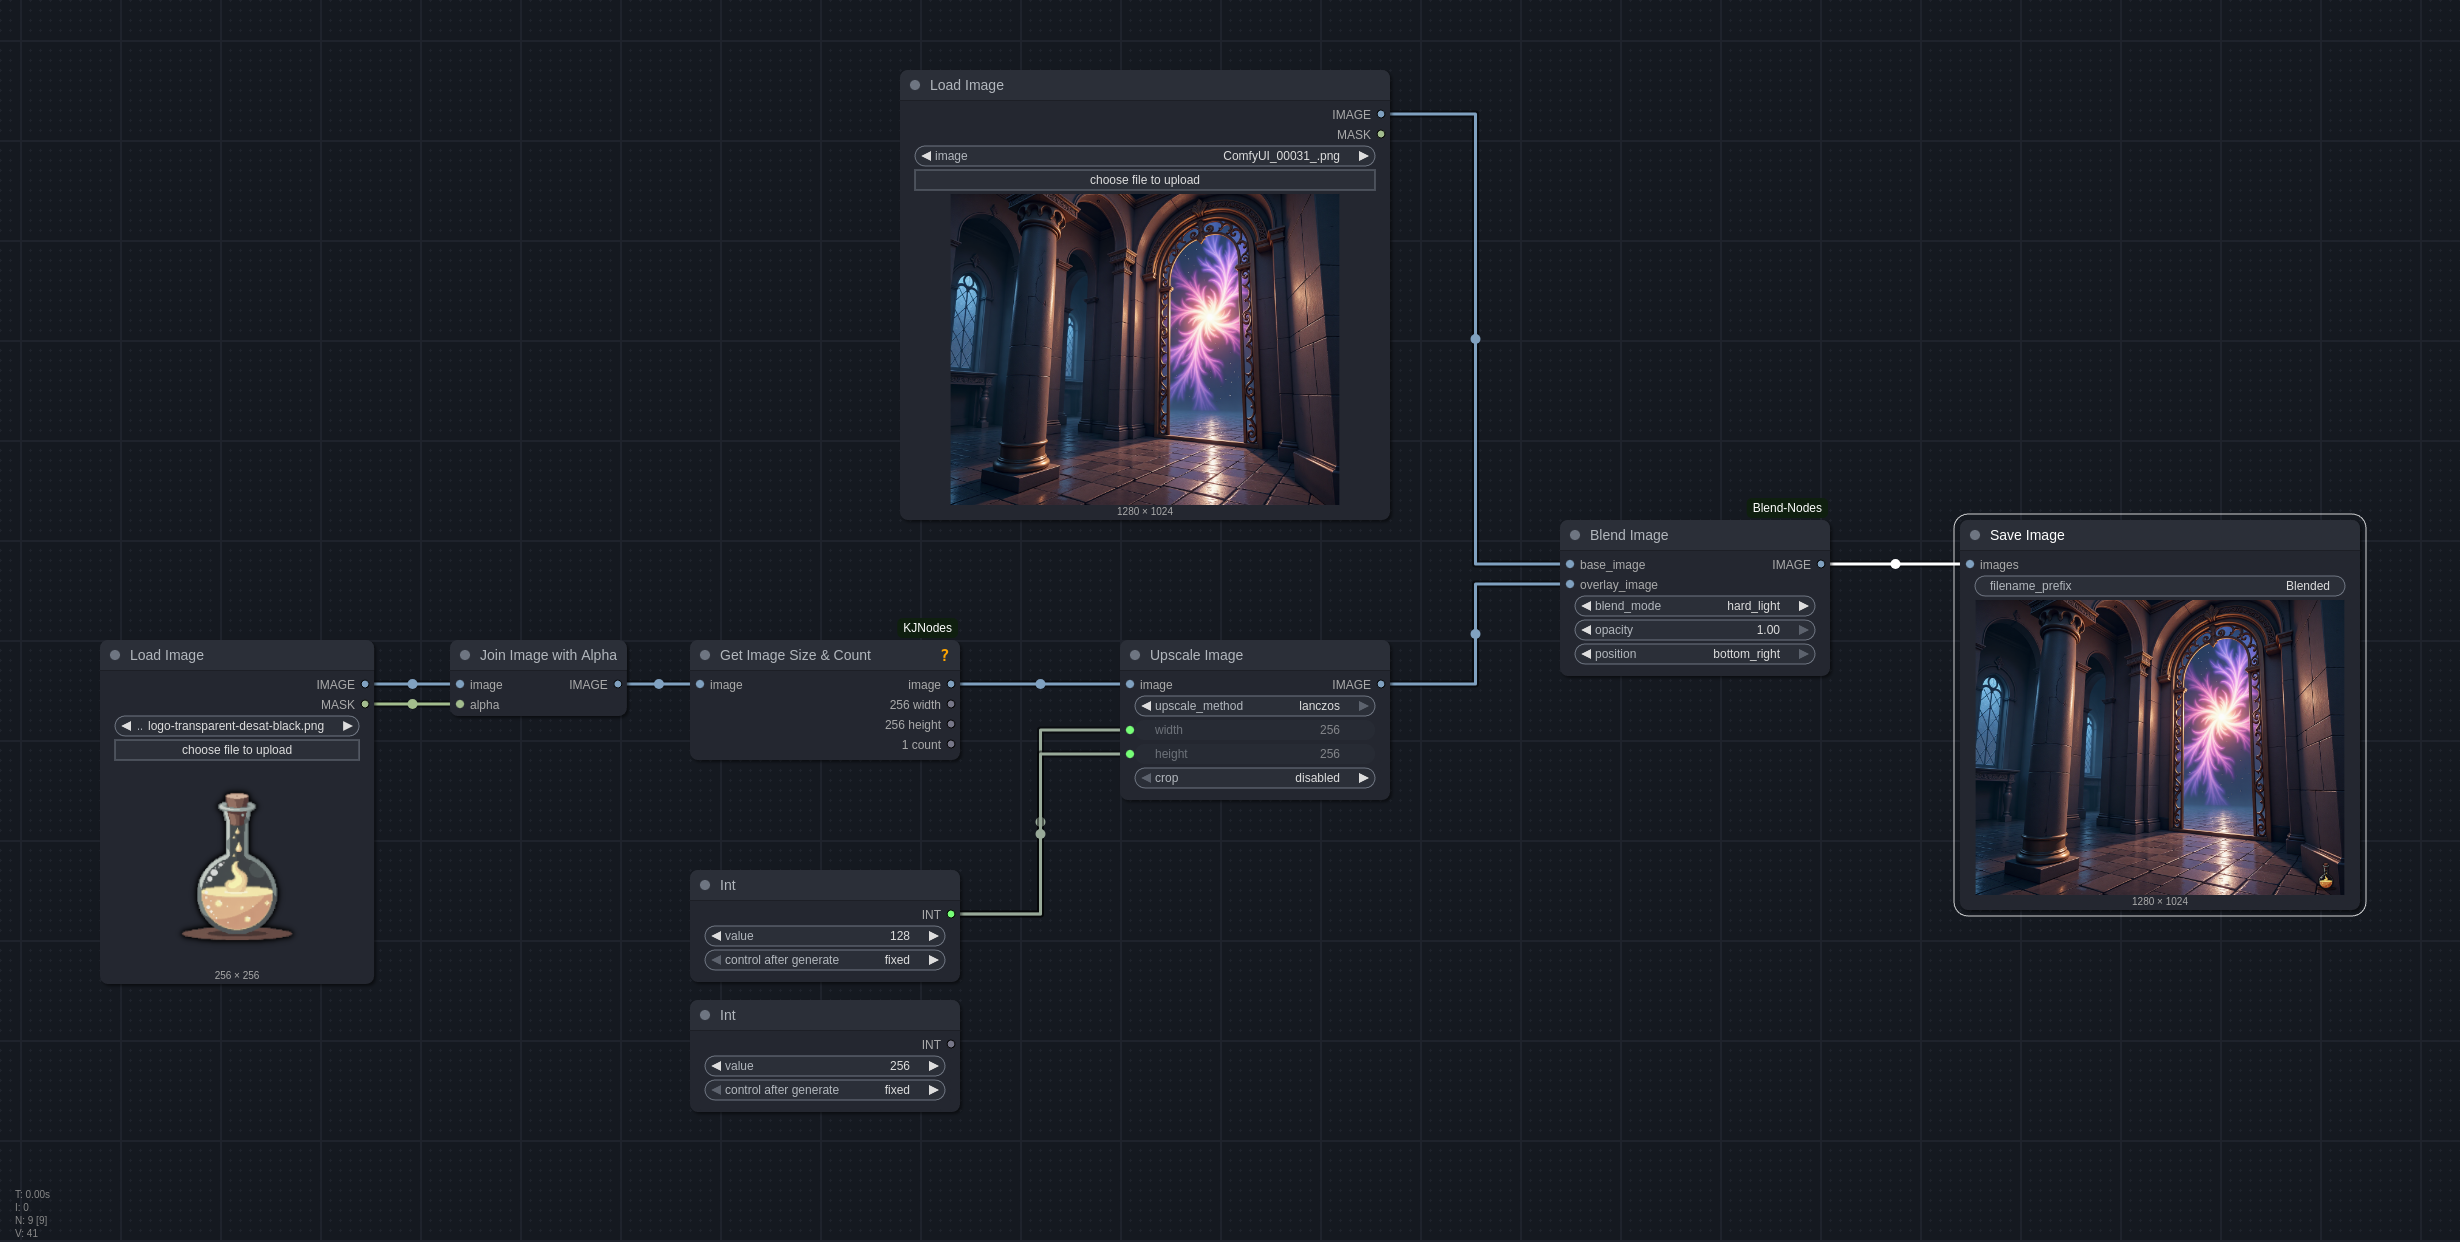 Load Image
IMAGE
MASK
image ComfyUI_00031_.png
choose file to upload
1280 × 1024
Blend-Nodes
Blend Image
base_image IMAGE
overlay_image
blend_mode hard_light
opacity 1.00
position bottom_right
Save Image
images
filename_prefix Blended
1280 × 1024
Load Image
IMAGE
MASK
.. logo-transparent-desat-black.png
choose file to upload
256 × 256
Join Image with Alpha
image IMAGE
alpha
KJNodes
Get Image Size & Count ?
image image
256 width
256 height
1 count
Upscale Image
image IMAGE
upscale_method lanczos
width 256
height 256
crop disabled
Int
INT
value 128
control after generate fixed
Int
INT
value 256
control after generate fixed
T: 0.00s
I: 0
N: 9 [9]
V: 41